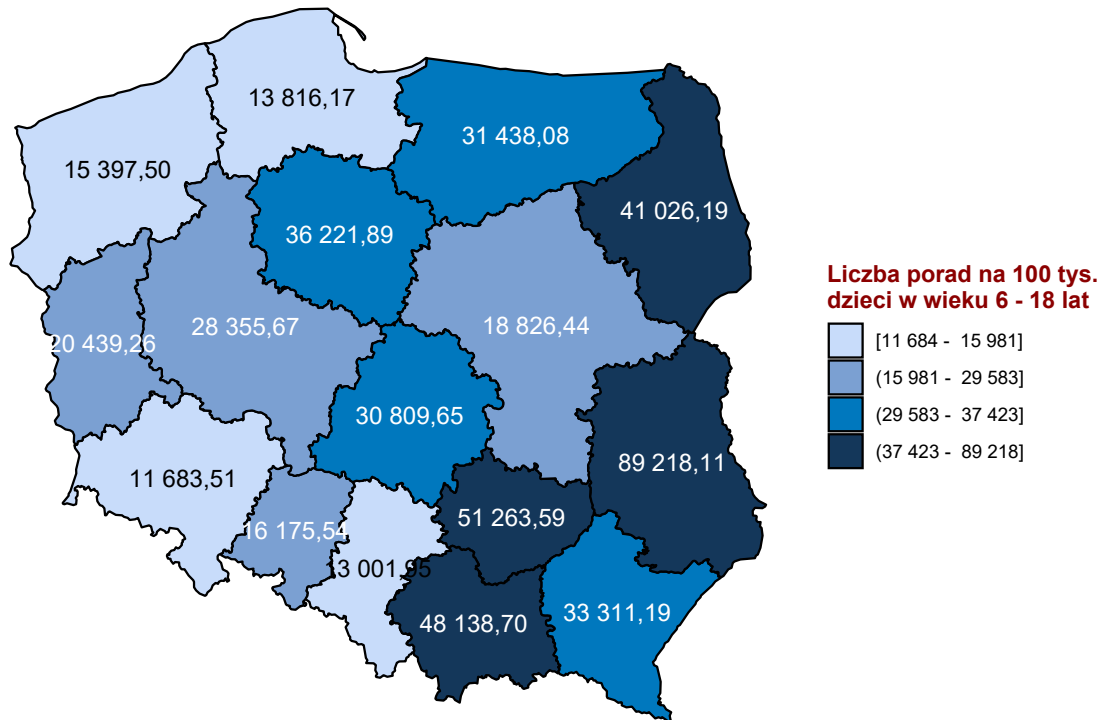 13 816,17
31 438,08
15 397,50
41 026,19
36 221,89
28 355,67
18 826,44
20 439,26
30 809,65
89 218,11
11 683,51
51 263,59
16 175,54
3 001,95
48 138,70
33 311,19
Liczba porad na 100 tys.
dzieci w wieku 6 - 18 lat
[11 684 - 15 981]
(15 981 - 29 583]
(29 583 - 37 423]
(37 423 - 89 218]